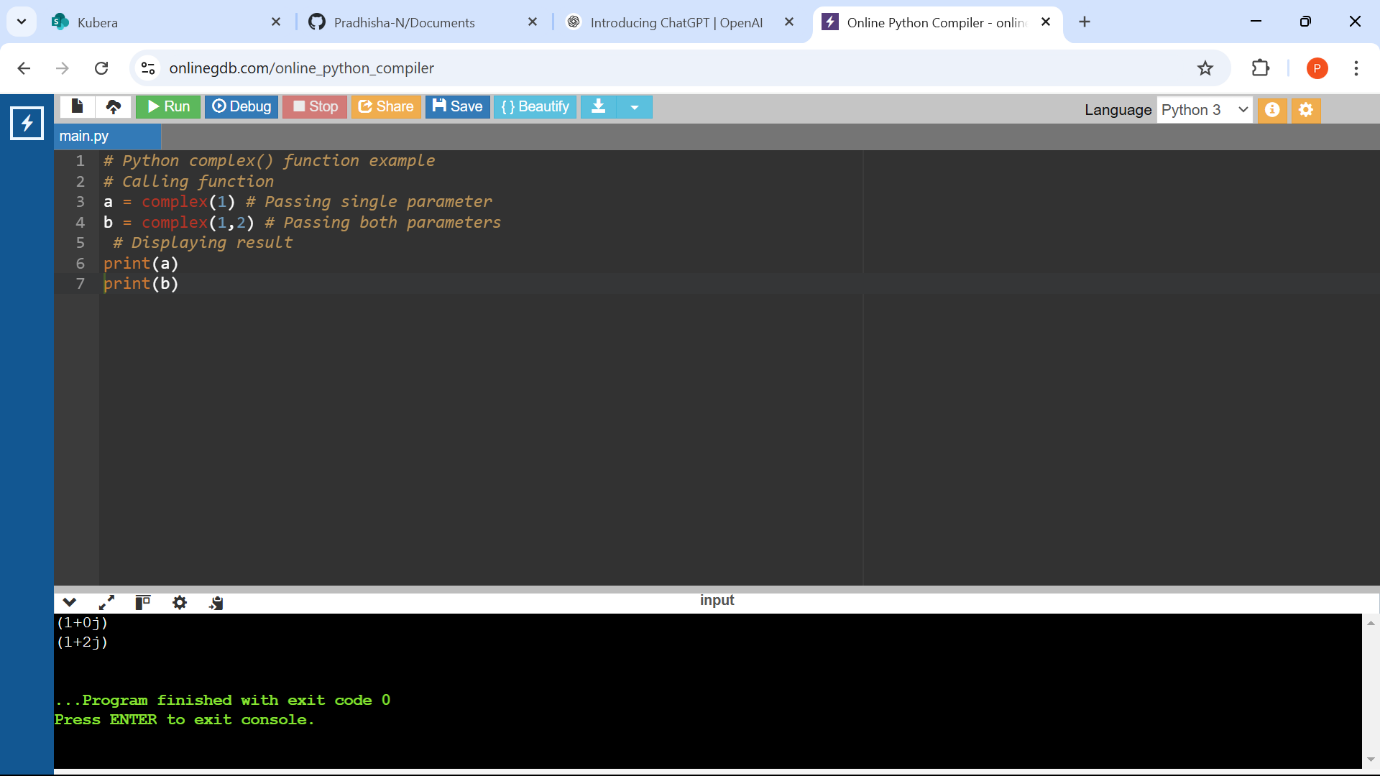 Kubera
Pradhisha-N/Documents
Introducing ChatGPT | OpenAI
Online Python Compiler - onlin
onlinegdb.com/online_python_compiler
P
Run Debug Stop Share Save { } Beautify
Language Python 3
main.py
1 # Python complex() function example
2 # Calling function
3 a = complex(1) # Passing single parameter
4 b = complex(1,2) # Passing both parameters
5 # Displaying result
6 print(a)
7 print(b)
input
(1+0j)
(1+2j)
...Program finished with exit code 0
Press ENTER to exit console.